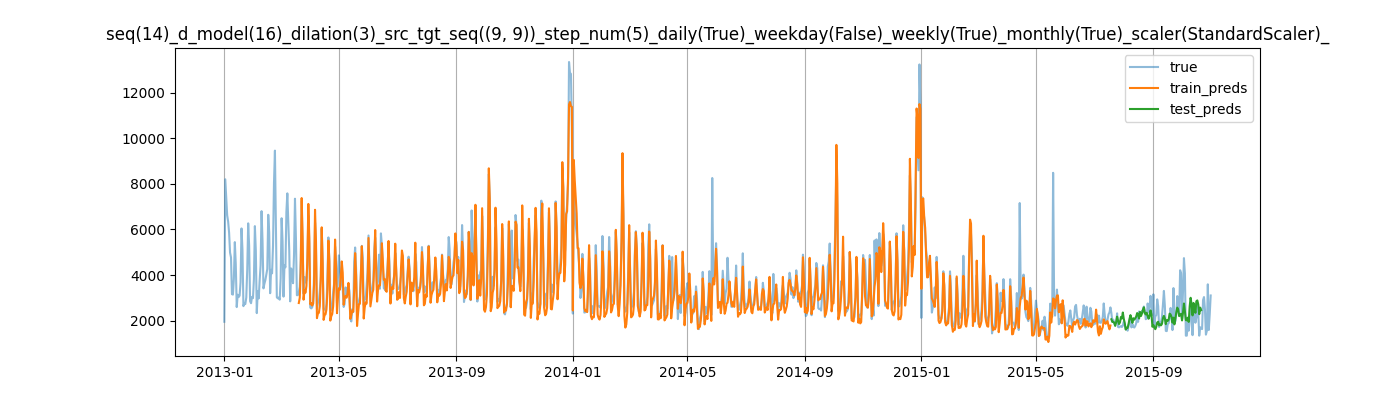 seq(14)_d_model(16)_dilation(3)_src_tgt_seq((9, 9))_step_num(5)_daily(True)_weekday(False)_weekly(True)_monthly(True)_scaler(StandardScaler)_
true
train_preds
test_preds
12000
10000
8000
6000
4000
2000
2013-01 2013-05 2013-09 2014-01 2014-05 2014-09 2015-01 2015-05 2015-09